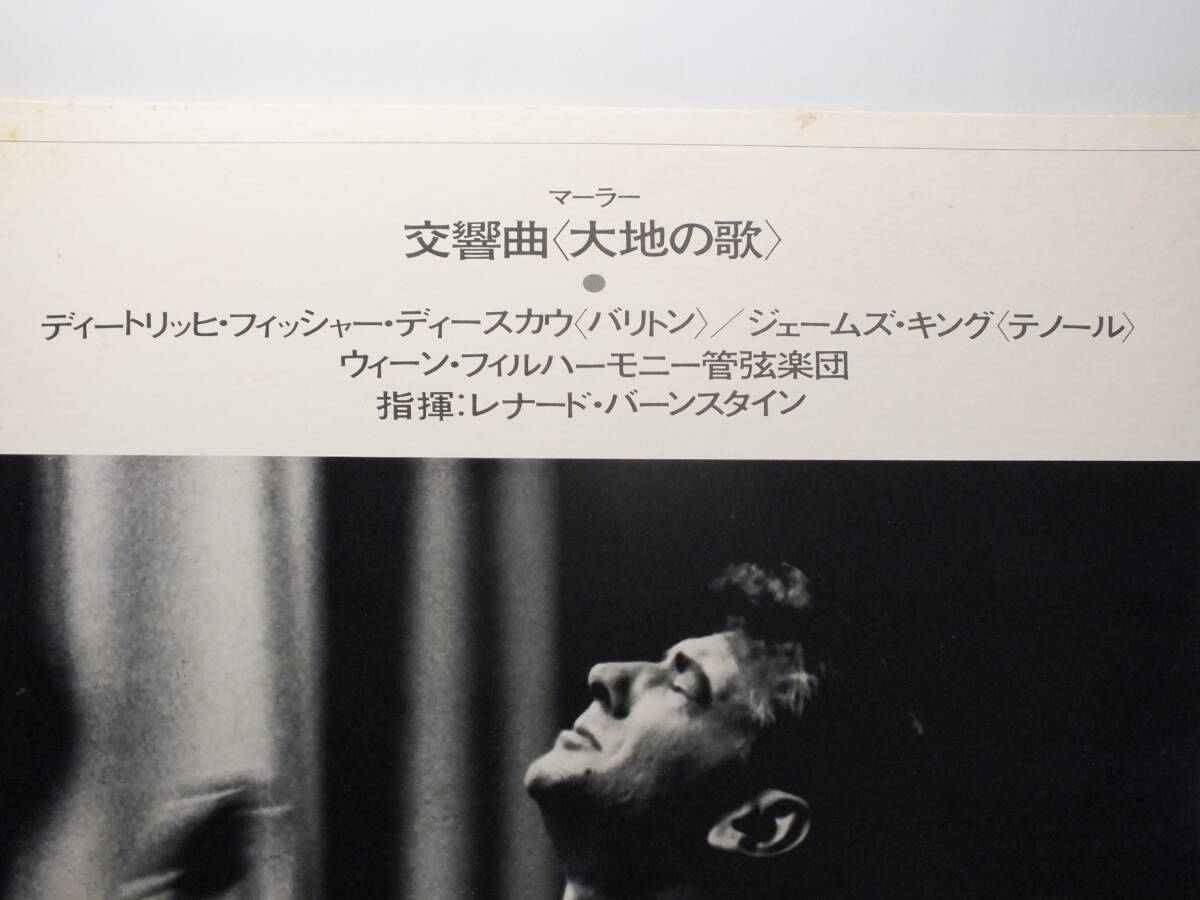 マーラー
交響曲〈大地の歌〉
ディートリッヒ・フィッシャー・ディースカウ〈バリトン〉／ジェームズ・キング〈テノール〉
ウィーン・フィルハーモニー管弦楽団
指揮：レナード・バーンスタイン